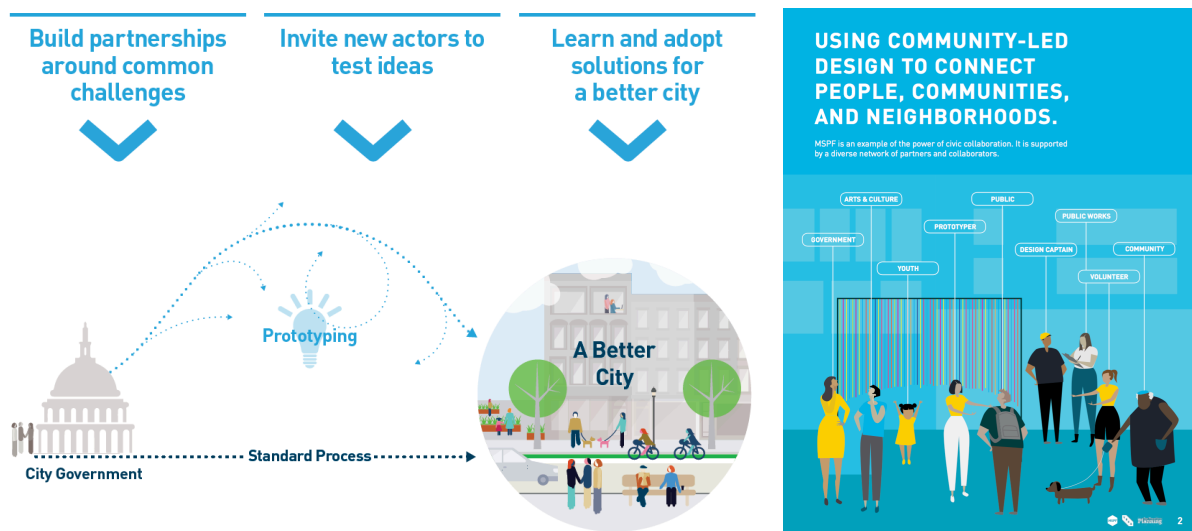 Build partnerships
around common
challenges
Invite new actors to
test ideas
Learn and adopt
solutions for
a better city
Prototyping
A Better
City
Standard Process
City Government
USING COMMUNITY-LED
DESIGN TO CONNECT
PEOPLE, COMMUNITIES,
AND NEIGHBORHOODS.
MSPF is an example of the power of civic collaboration. It is supported
by a diverse network of partners and collaborators.
ARTS & CULTURE
PUBLIC
PUBLIC WORKS
PROTOTYPER
GOVERNMENT
DESIGN CAPTAIN
COMMUNITY
YOUTH
VOLUNTEER
Planning
2